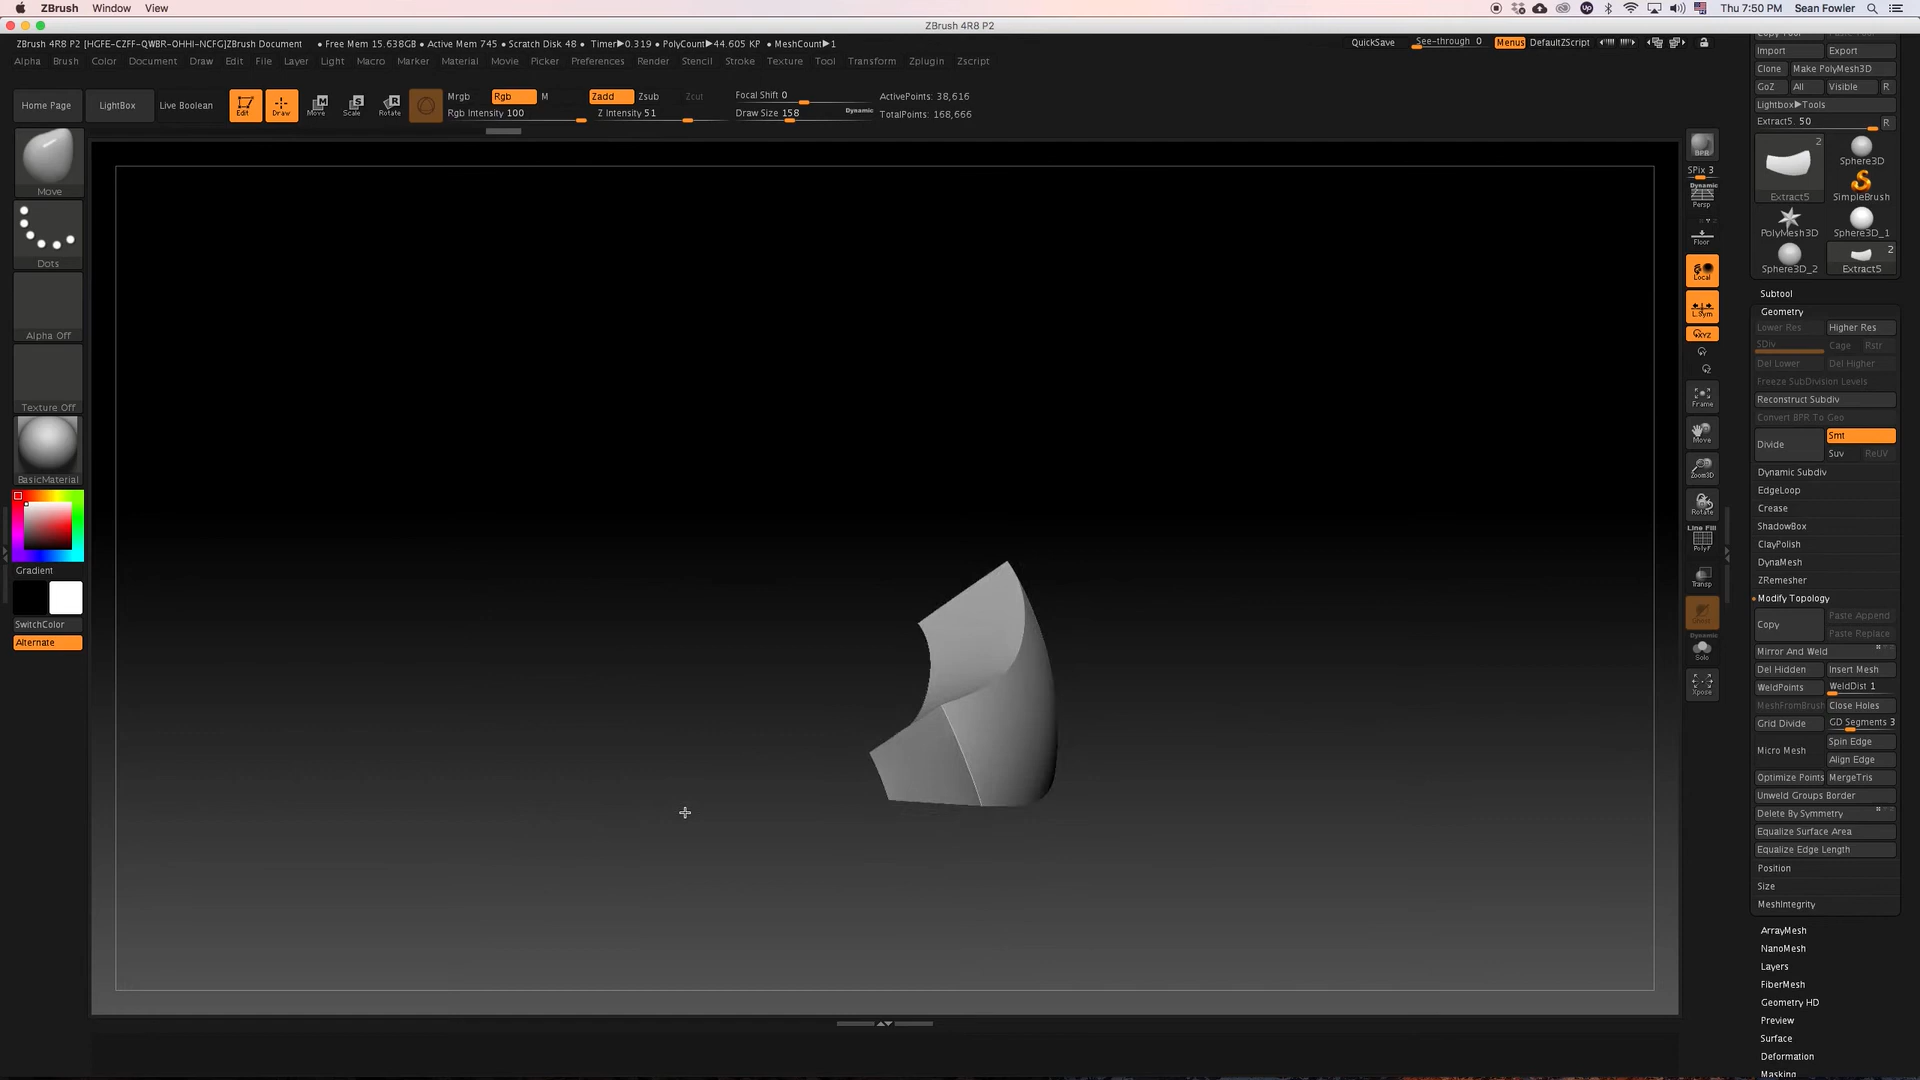 ZBrush Window View Thu 7:50 PM Sean Fowler
ZBrush 4R8 P2
ZBrush 4R8 P2 [HGFE-CZFF-QWBR-OHHI-NCFG]ZBrush Document • Free Mem 15.638GB • Active Mem 745 • Scratch Disk 48 • Timer▶0.319 • PolyCount▶44.605 KP • MeshCount▶1 QuickSave See-through 0 Menus DefaultZScript
Alpha Brush Color Document Draw Edit File Layer Light Macro Marker Material Movie Picker Preferences Render Stencil Stroke Texture Tool Transform Zplugin Zscript
Home Page LightBox Live Boolean Edit Draw Move Scale Rotate
Mrgb Rgb M Zadd Zsub Zcut Focal Shift 0 ActivePoints: 38,616
Rgb Intensity 100 Z Intensity 51 Draw Size 158 Dynamic TotalPoints: 168,666
Move
Dots
Alpha Off
Texture Off
BasicMaterial
Gradient
SwitchColor
Alternate
BPR
SPix 3
Dynamic
Persp
Floor
Local
L.Sym
XYZ
Frame
Move
Zoom3D
Rotate
Line Fill
PolyF
Transp
Ghost
Dynamic
Solo
Xpose
Copy Tool
Import Export
Clone Make PolyMesh3D
GoZ All Visible R
Lightbox▶Tools
Extract5. 50 R
2
Sphere3D
Extract5 SimpleBrush
PolyMesh3D Sphere3D_1
2
Sphere3D_2 Extract5
Subtool
Geometry
Lower Res Higher Res
SDiv Cage Rstr
Del Lower Del Higher
Freeze SubDivision Levels
Reconstruct Subdiv
Convert BPR To Geo
Divide Smt
Suv ReUV
Dynamic Subdiv
EdgeLoop
Crease
ShadowBox
ClayPolish
DynaMesh
ZRemesher
Modify Topology
Copy Paste Append
Paste Replace
Mirror And Weld
Del Hidden Insert Mesh
WeldPoints WeldDist 1
MeshFromBrush Close Holes
Grid Divide GD Segments 3
Micro Mesh Spin Edge
Align Edge
Optimize Points MergeTris
Unweld Groups Border
Delete By Symmetry
Equalize Surface Area
Equalize Edge Length
Position
Size
MeshIntegrity
ArrayMesh
NanoMesh
Layers
FiberMesh
Geometry HD
Preview
Surface
Deformation
Masking